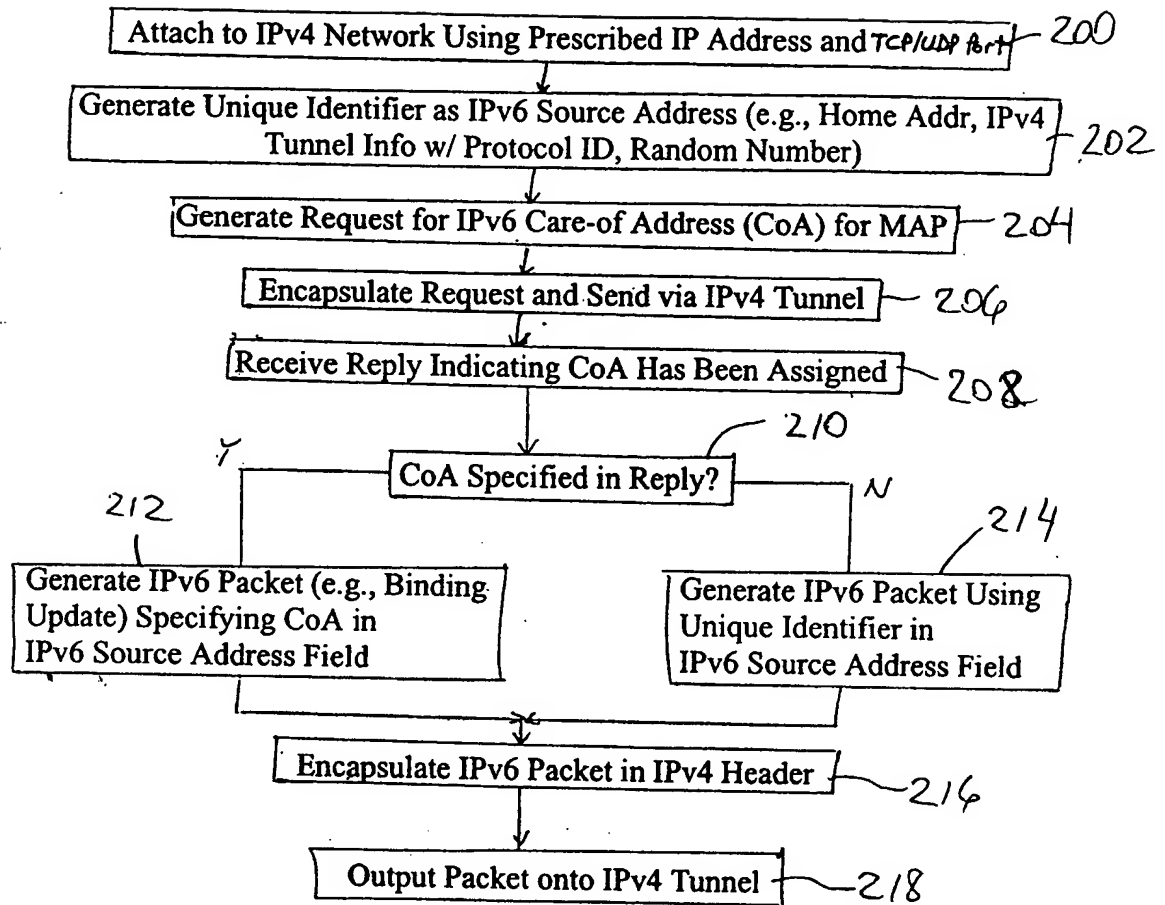 Attach to IPv4 Network Using Prescribed IP Address and TCP/UDP Port
200
Generate Unique Identifier as IPv6 Source Address (e.g., Home Addr, IPv4
Tunnel Info w/ Protocol ID, Random Number)
202
Generate Request for IPv6 Care-of Address (CoA) for MAP
204
Encapsulate Request and Send via IPv4 Tunnel
206
Receive Reply Indicating CoA Has Been Assigned
208
210
CoA Specified in Reply?
Y
N
212
Generate IPv6 Packet (e.g., Binding
Update) Specifying CoA in
IPv6 Source Address Field
214
Generate IPv6 Packet Using
Unique Identifier in
IPv6 Source Address Field
Encapsulate IPv6 Packet in IPv4 Header
216
Output Packet onto IPv4 Tunnel
218